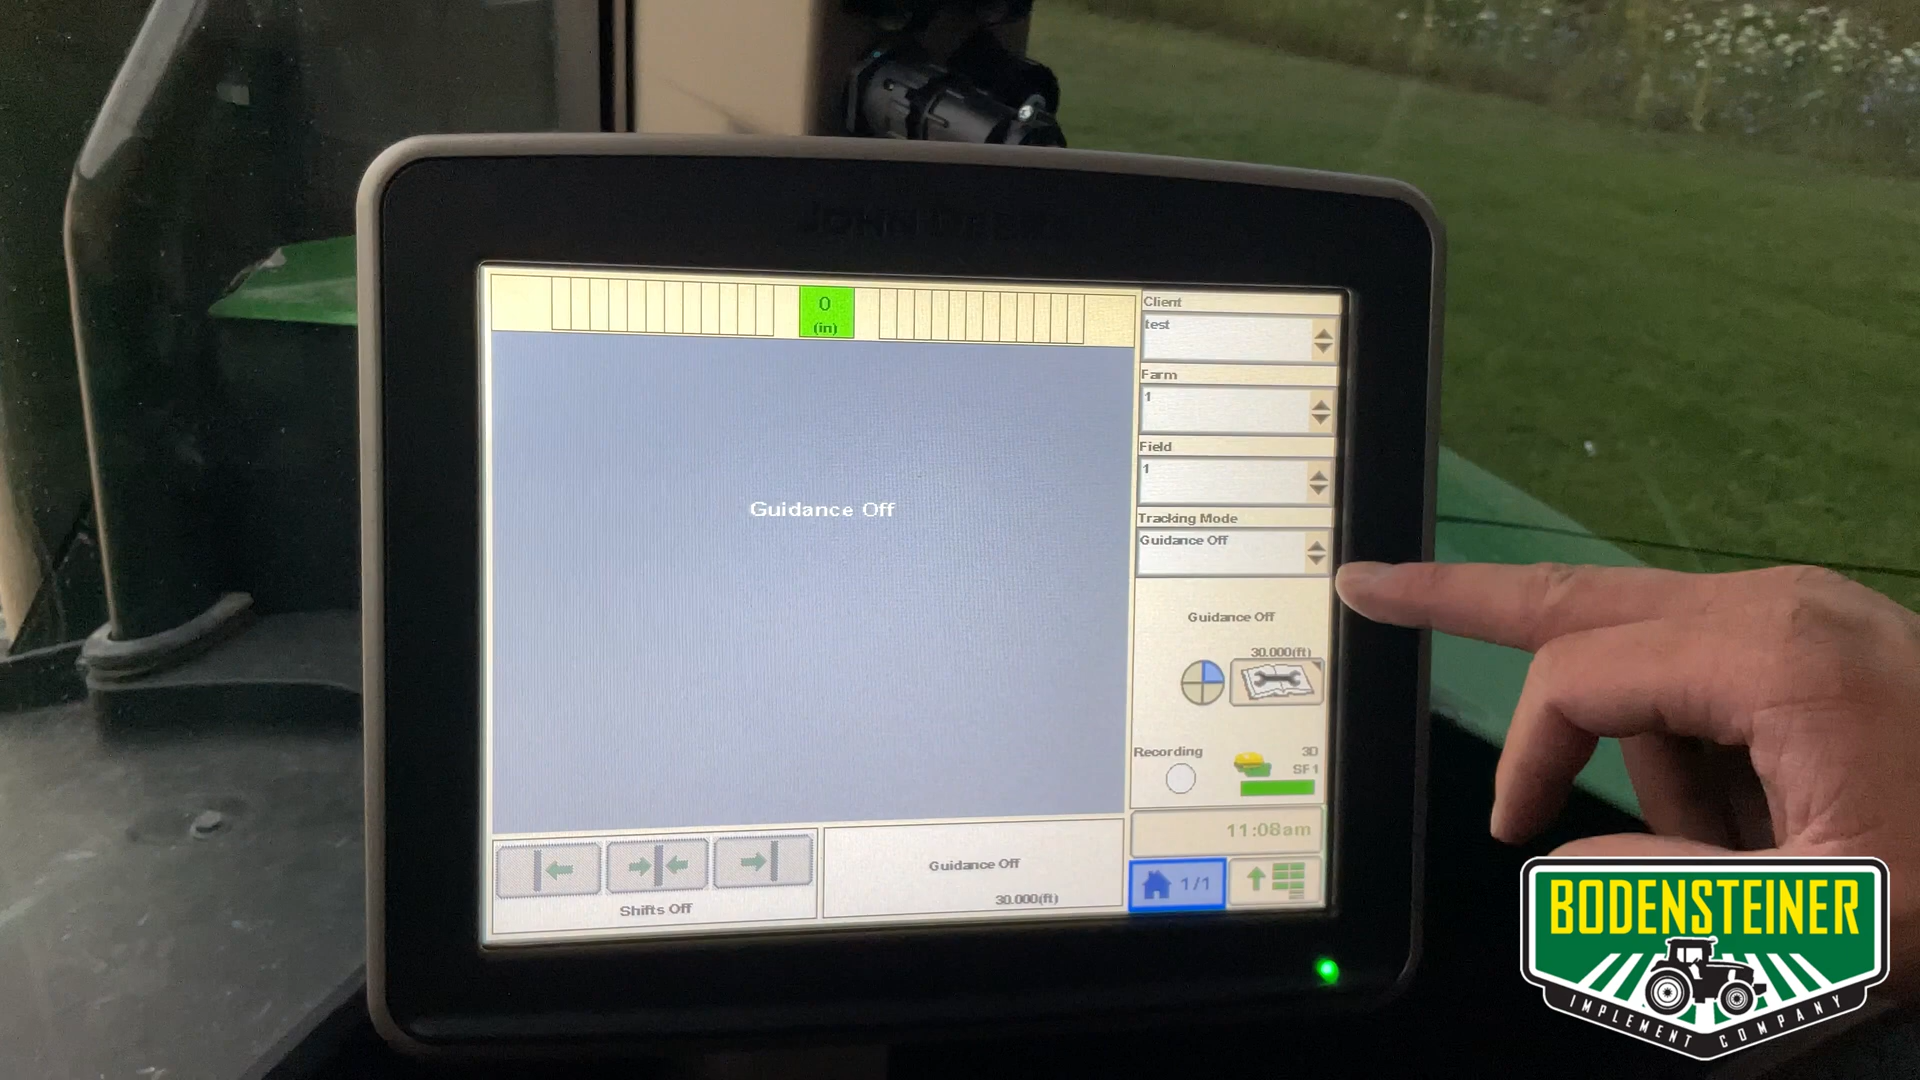 JOHN DEERE
0
(in)
Client
test
Farm
1
Field
1
Tracking Mode
Guidance Off
Guidance Off
Guidance Off
30.000(ft)
Recording
3D
SF1
11:08am
1/1
Shifts Off
Guidance Off
30.000(ft)
BODENSTEINER
IMPLEMENT COMPANY